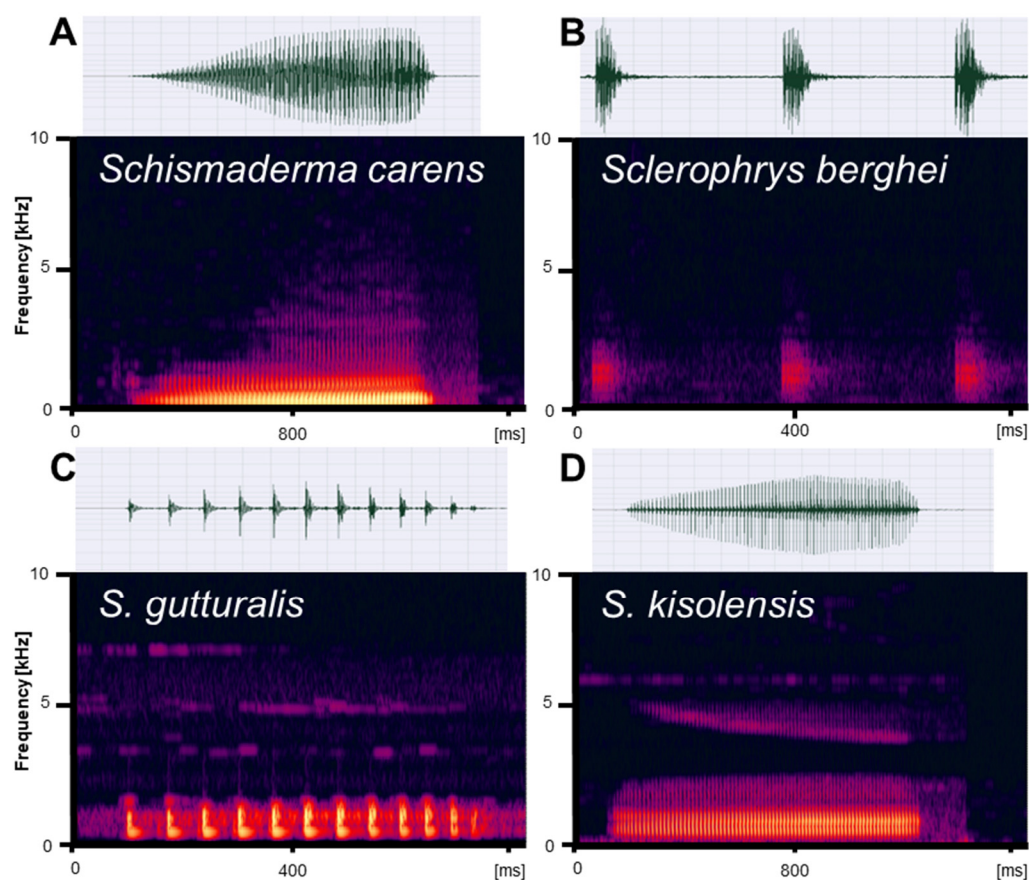 A
B
10
Schismaderma carens
5
Frequency [kHz]
0
0
800
[ms]
10
Sclerophrys berghei
5
0
0
400
[ms]
C
D
10
S. gutturalis
5
Frequency [kHz]
0
0
400
[ms]
10
S. kisolensis
5
0
0
800
[ms]